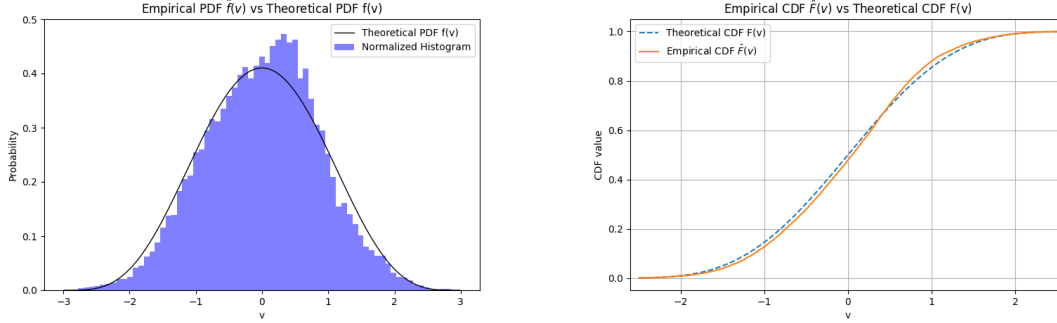 Empirical PDF f̂(v) vs Theoretical PDF f(v)
Theoretical PDF f(v)
Normalized Histogram
Probability
0.5
0.4
0.3
0.2
0.1
0.0
−3 −2 −1 0 1 2 3
v
Empirical CDF F̂(v) vs Theoretical CDF F(v)
Theoretical CDF F(v)
Empirical CDF F̂(v)
CDF value
1.0
0.8
0.6
0.4
0.2
0.0
−2 −1 0 1 2
v